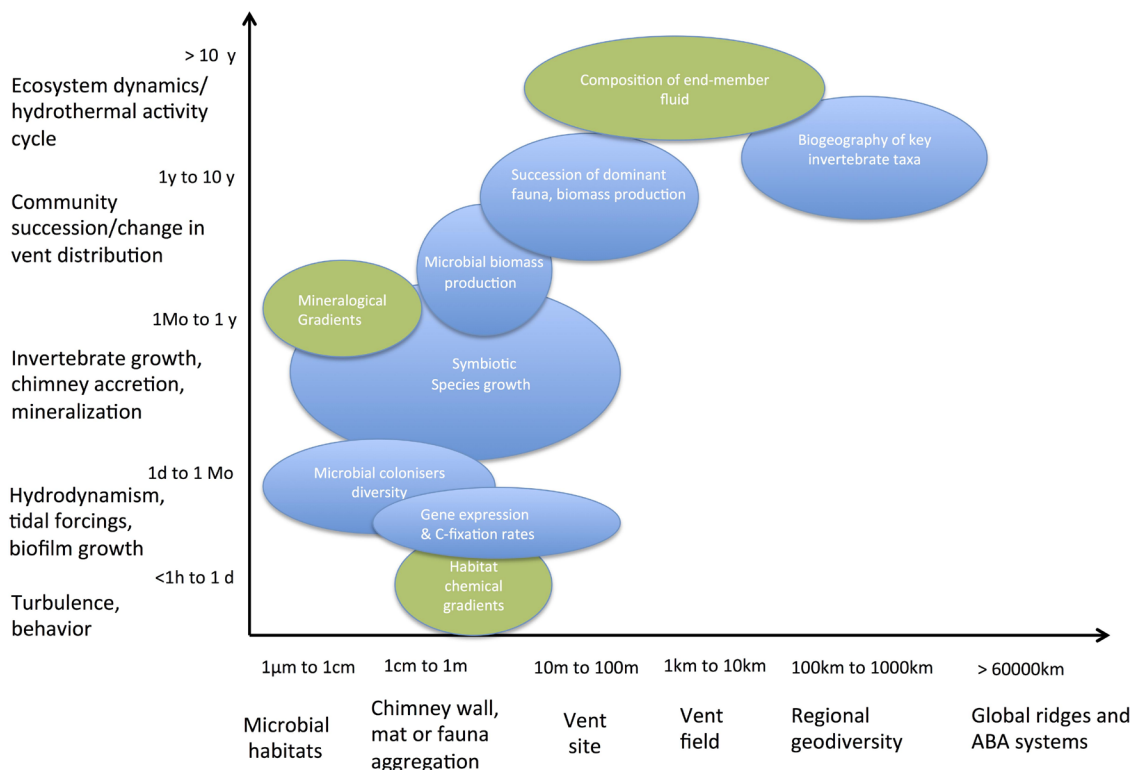 > 10 y
Ecosystem dynamics/
hydrothermal activity
cycle
1y to 10 y
Community
succession/change in
vent distribution
1Mo to 1 y
Invertebrate growth,
chimney accretion,
mineralization
1d to 1 Mo
Hydrodynamism,
tidal forcings,
biofilm growth
<1h to 1 d
Turbulence,
behavior
Composition of end-member
fluid
Biogeography of key
invertebrate taxa
Succession of dominant
fauna, biomass production
Microbial biomass
production
Mineralogical
Gradients
Symbiotic
Species growth
Microbial colonisers
diversity
Gene expression
& C-fixation rates
Habitat
chemical
gradients
1μm to 1cm
1cm to 1m
10m to 100m
1km to 10km
100km to 1000km
> 60000km
Microbial
habitats
Chimney wall,
mat or fauna
aggregation
Vent
site
Vent
field
Regional
geodiversity
Global ridges and
ABA systems